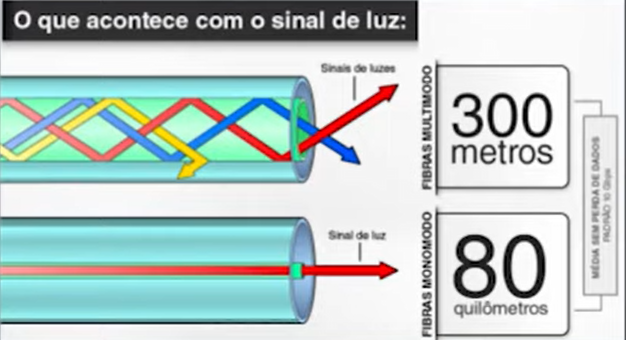 O que acontece com o sinal de luz:
Sinais de luzes
FIBRAS MULTIMODO
300
metros
MÉDIA SEM PERDA DE DADOS
PADRÃO 10 Gbps
Sinal de luz
FIBRAS MONOMODO
80
quilômetros